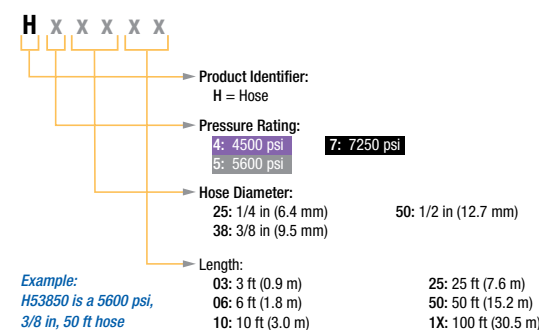 H x x x x x
Product Identifier:
H = Hose
Pressure Rating:
4: 4500 psi 7: 7250 psi
5: 5600 psi
Hose Diameter:
25: 1/4 in (6.4 mm) 50: 1/2 in (12.7 mm)
38: 3/8 in (9.5 mm)
Length:
03: 3 ft (0.9 m) 25: 25 ft (7.6 m)
06: 6 ft (1.8 m) 50: 50 ft (15.2 m)
10: 10 ft (3.0 m) 1X: 100 ft (30.5 m)
Example:
H53850 is a 5600 psi,
3/8 in, 50 ft hose